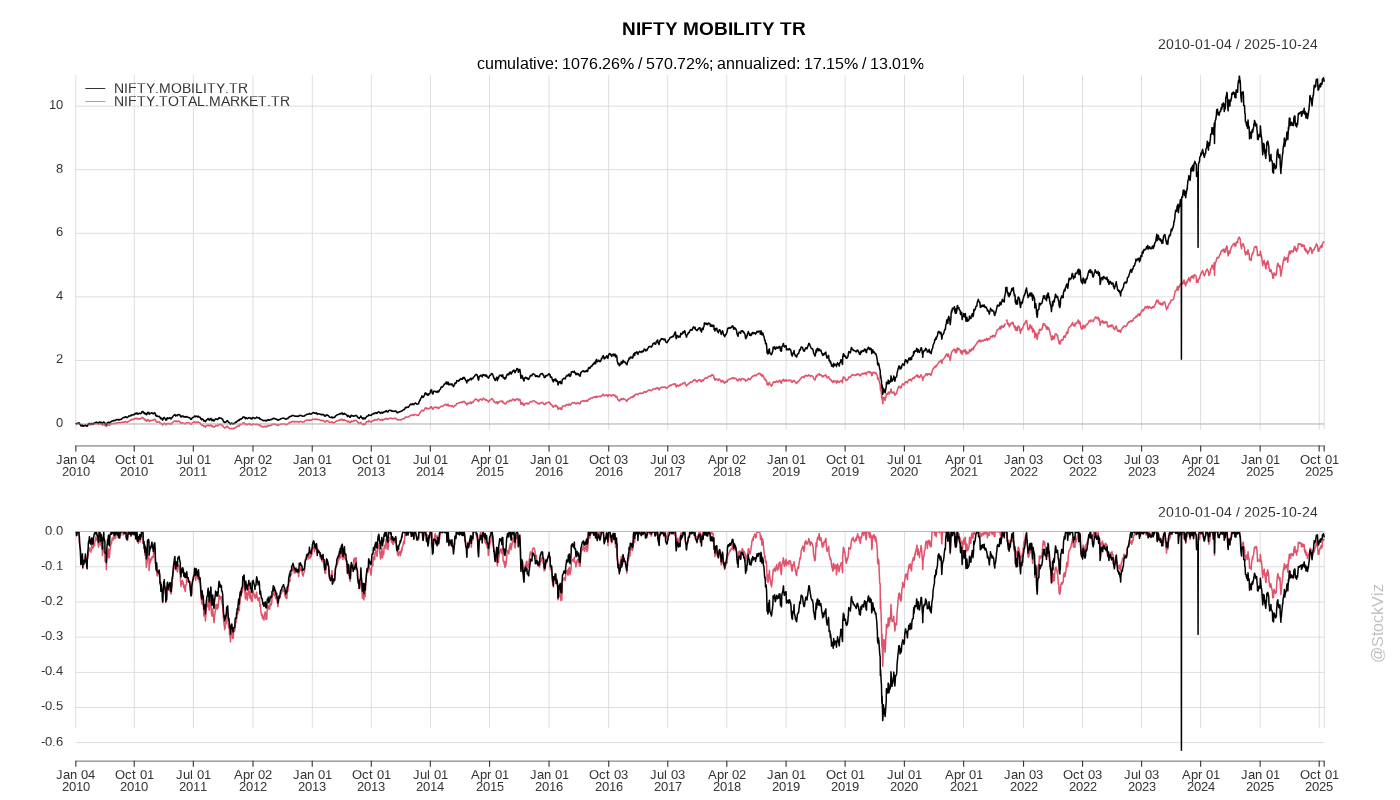 NIFTY MOBILITY TR
2010-01-04 / 2025-10-24
cumulative: 1076.26% / 570.72%; annualized: 17.15% / 13.01%
NIFTY.MOBILITY.TR
NIFTY.TOTAL.MARKET.TR
10
8
6
4
2
0
Jan 04 Oct 01 Jul 01 Apr 02 Jan 01 Oct 01 Jul 01 Apr 01 Jan 01 Oct 03 Jul 03 Apr 02 Jan 01 Oct 01 Jul 01 Apr 01 Jan 03 Oct 03 Jul 03 Apr 01 Jan 01 Oct 01
2010 2010 2011 2012 2013 2013 2014 2015 2016 2016 2017 2018 2019 2019 2020 2021 2022 2022 2023 2024 2025 2025
2010-01-04 / 2025-10-24
0.0
-0.1
-0.2
-0.3
-0.4
-0.5
-0.6
Jan 04 Oct 01 Jul 01 Apr 02 Jan 01 Oct 01 Jul 01 Apr 01 Jan 01 Oct 03 Jul 03 Apr 02 Jan 01 Oct 01 Jul 01 Apr 01 Jan 03 Oct 03 Jul 03 Apr 01 Jan 01 Oct 01
2010 2010 2011 2012 2013 2013 2014 2015 2016 2016 2017 2018 2019 2019 2020 2021 2022 2022 2023 2024 2025 2025
@StockViz